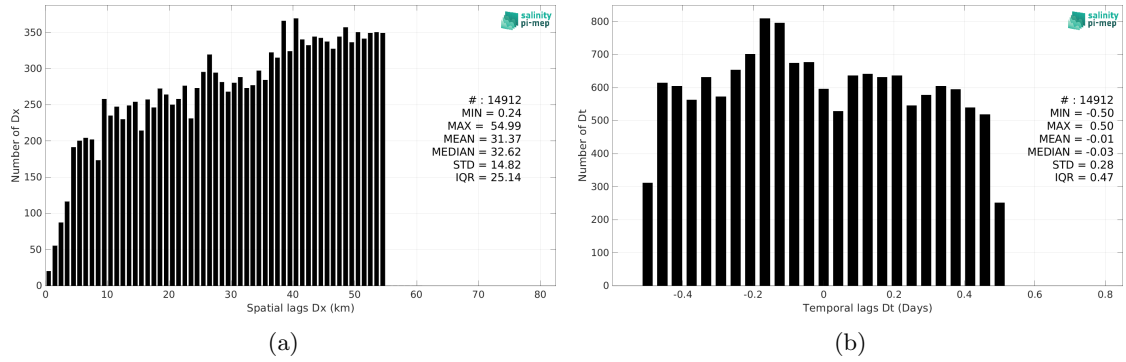 salinity
pi-mep
Number of Dx
350
300
250
200
150
100
50
0
# : 14912
MIN = 0.24
MAX = 54.99
MEAN = 31.37
MEDIAN = 32.62
STD = 14.82
IQR = 25.14
0 10 20 30 40 50 60 70 80
Spatial lags Dx (km)
(a)
salinity
pi-mep
Number of Dt
800
700
600
500
400
300
200
100
0
# : 14912
MIN = -0.50
MAX = 0.50
MEAN = -0.01
MEDIAN = -0.03
STD = 0.28
IQR = 0.47
-0.4 -0.2 0 0.2 0.4 0.6 0.8
Temporal lags Dt (Days)
(b)